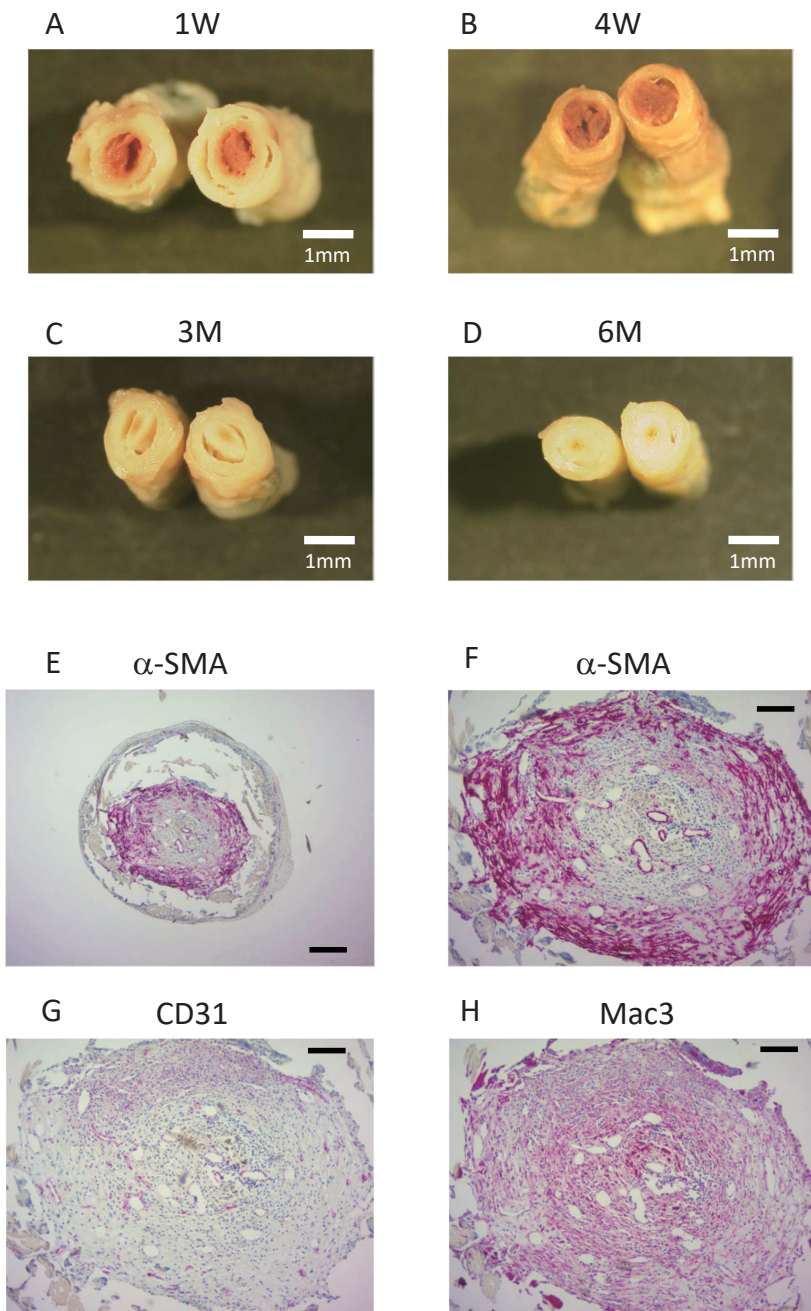 A 1W
B 4W
1mm
1mm
C 3M
D 6M
1mm
1mm
E α-SMA
F α-SMA
G CD31
H Mac3